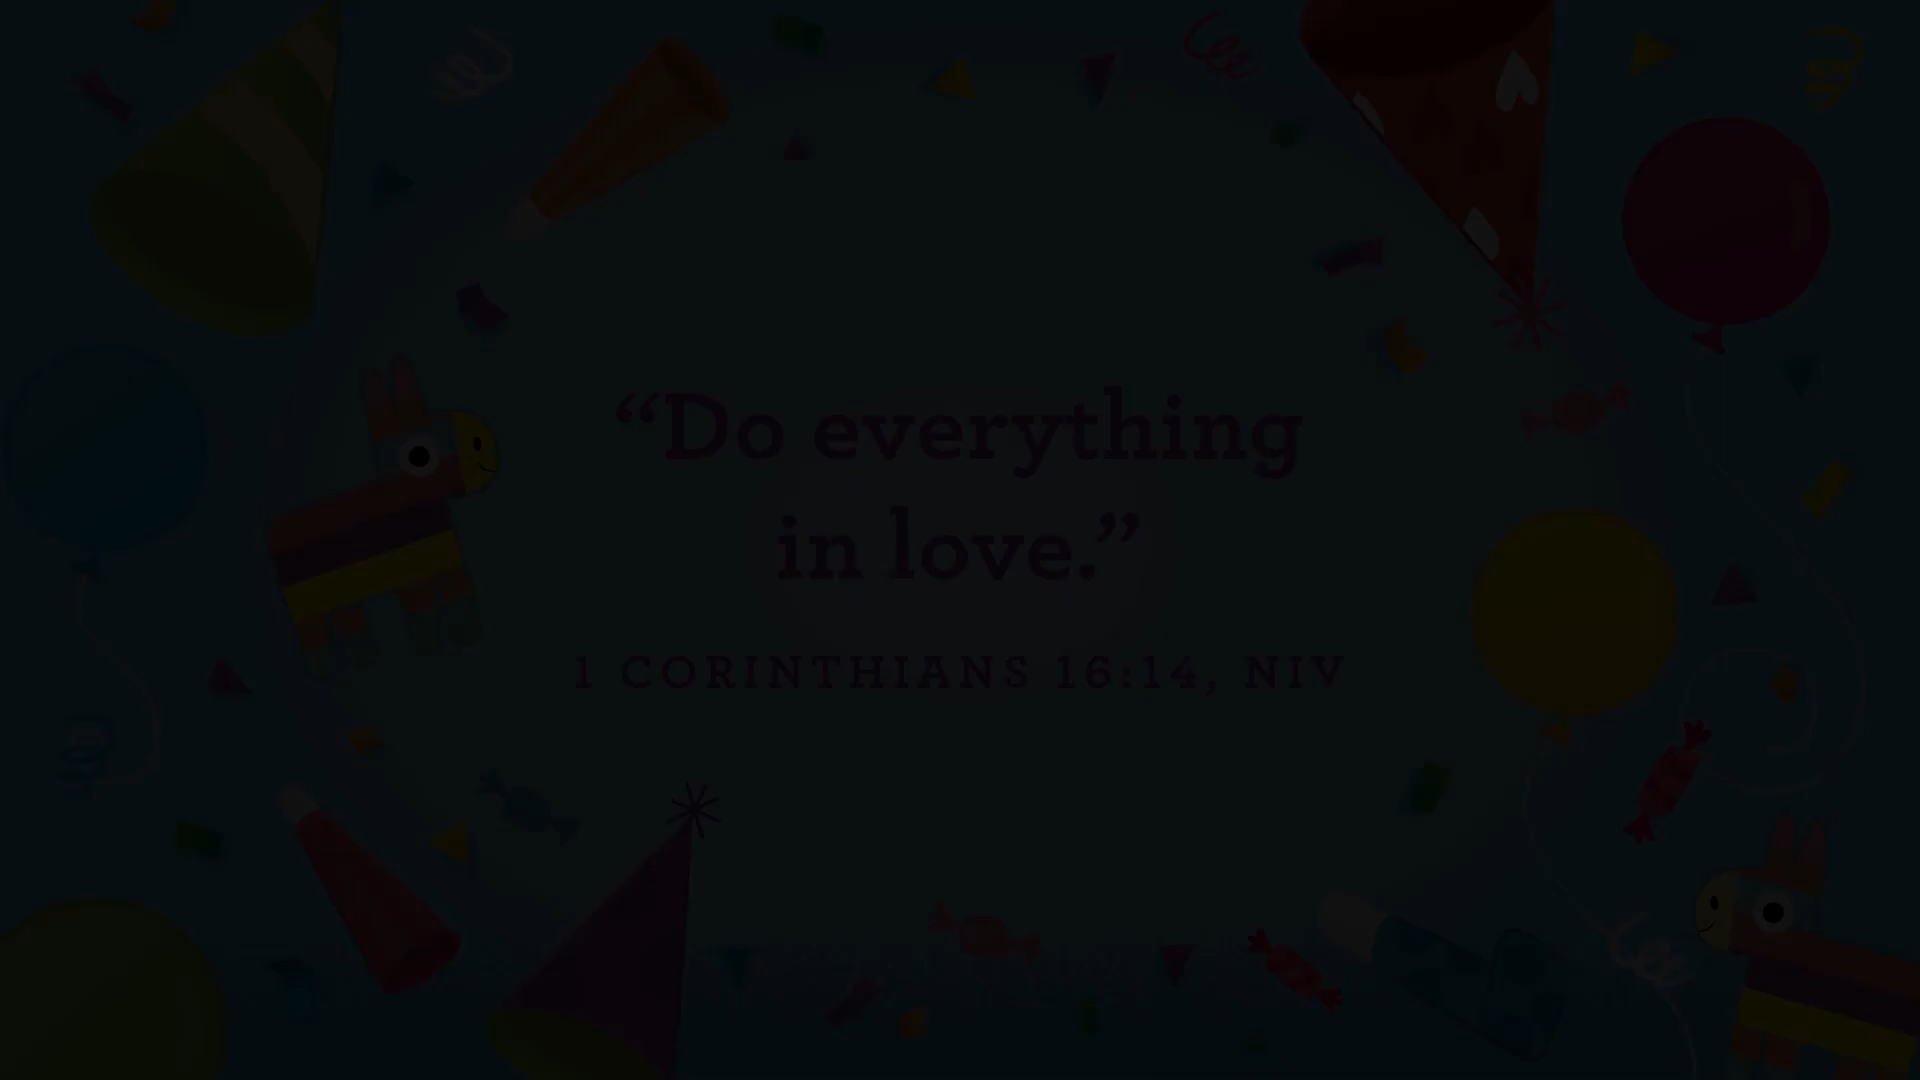 “Do everything
in love.”
1 CORINTHIANS 16:14, NIV